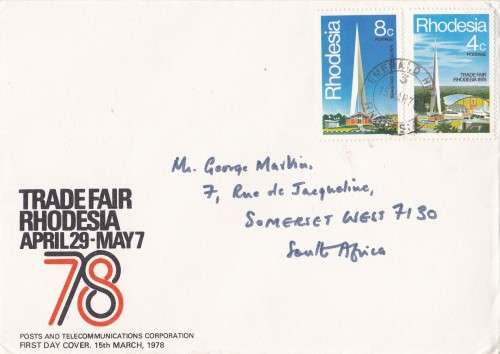 Rhodesia
8c
POSTAGE
Rhodesia
4c
POSTAGE
TRADE FAIR
RHODESIA 1978
Mr. George Martin.
7, Rue de Jacqueline,
SOMERSET WEST 7130
South Africa
TRADE FAIR
RHODESIA
APRIL 29-MAY 7
78
POSTS AND TELECOMMUNICATIONS CORPORATION
FIRST DAY COVER. 15th MARCH, 1978